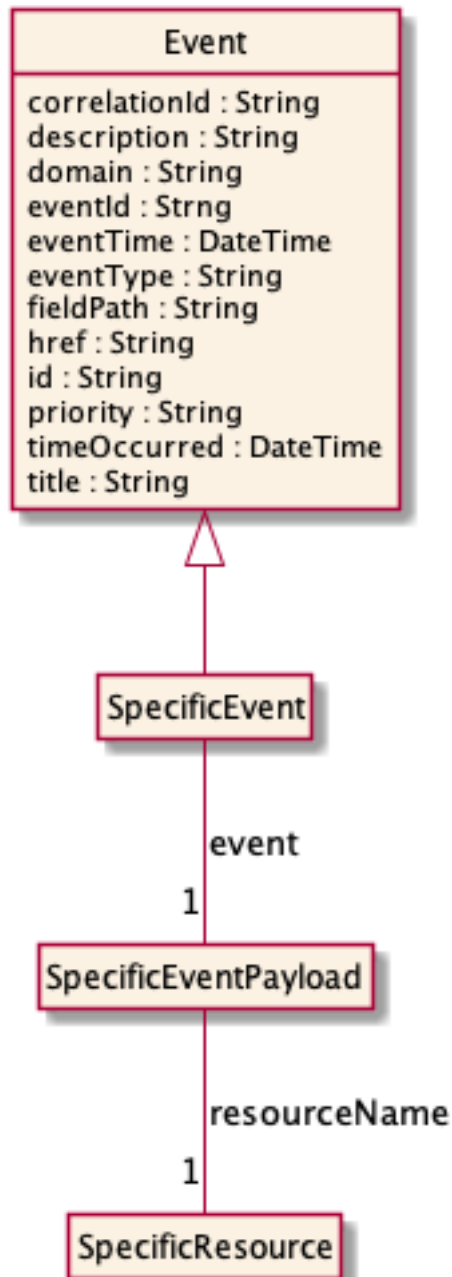 Event
correlationId : String
description : String
domain : String
eventId : Strng
eventTime : DateTime
eventType : String
fieldPath : String
href : String
id : String
priority : String
timeOccurred : DateTime
title : String
SpecificEvent
event
1
SpecificEventPayload
resourceName
1
SpecificResource